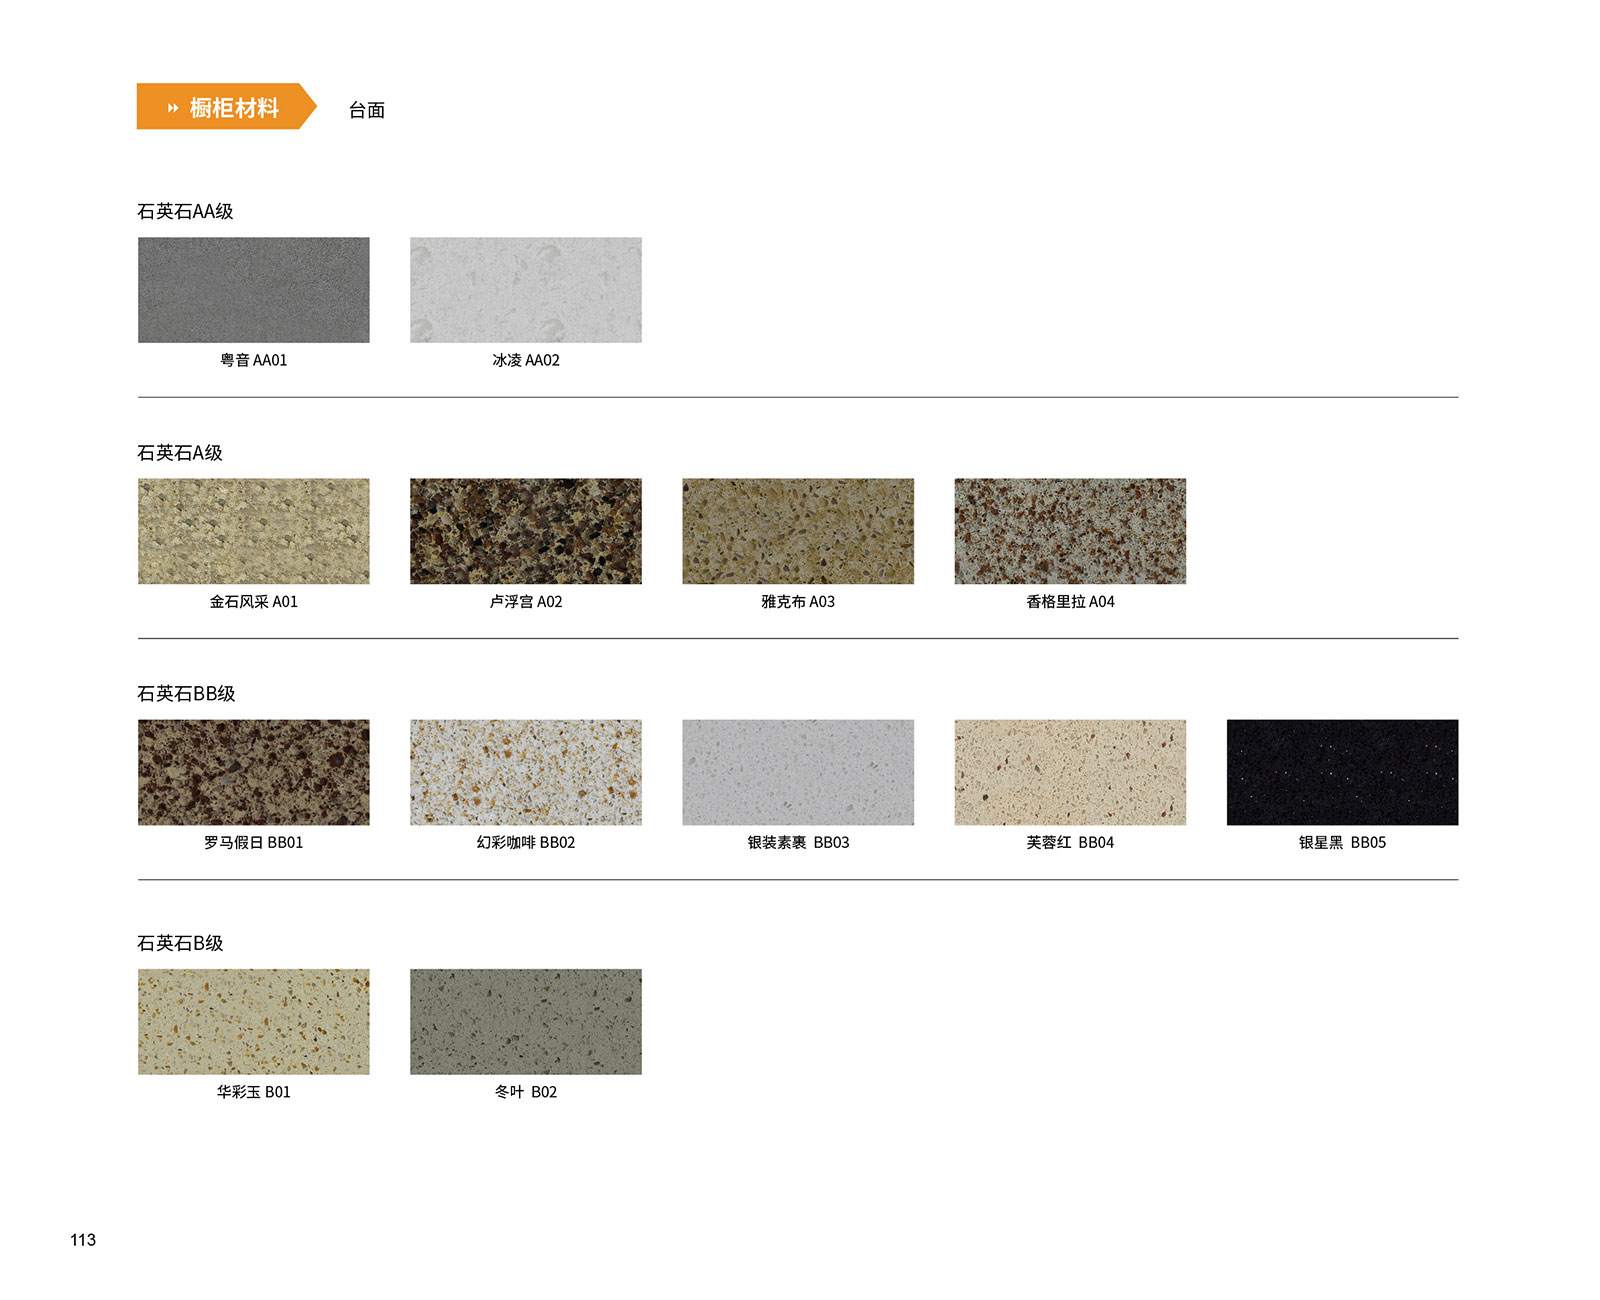 橱柜材料
台面
石英石AA级
粤音 AA01
冰凌 AA02
石英石A级
金石风采 A01
卢浮宫 A02
雅克布 A03
香格里拉 A04
石英石BB级
罗马假日 BB01
幻彩咖啡 BB02
银装素裹 BB03
芙蓉红 BB04
银星黑 BB05
石英石B级
华彩玉 B01
冬叶 B02
113